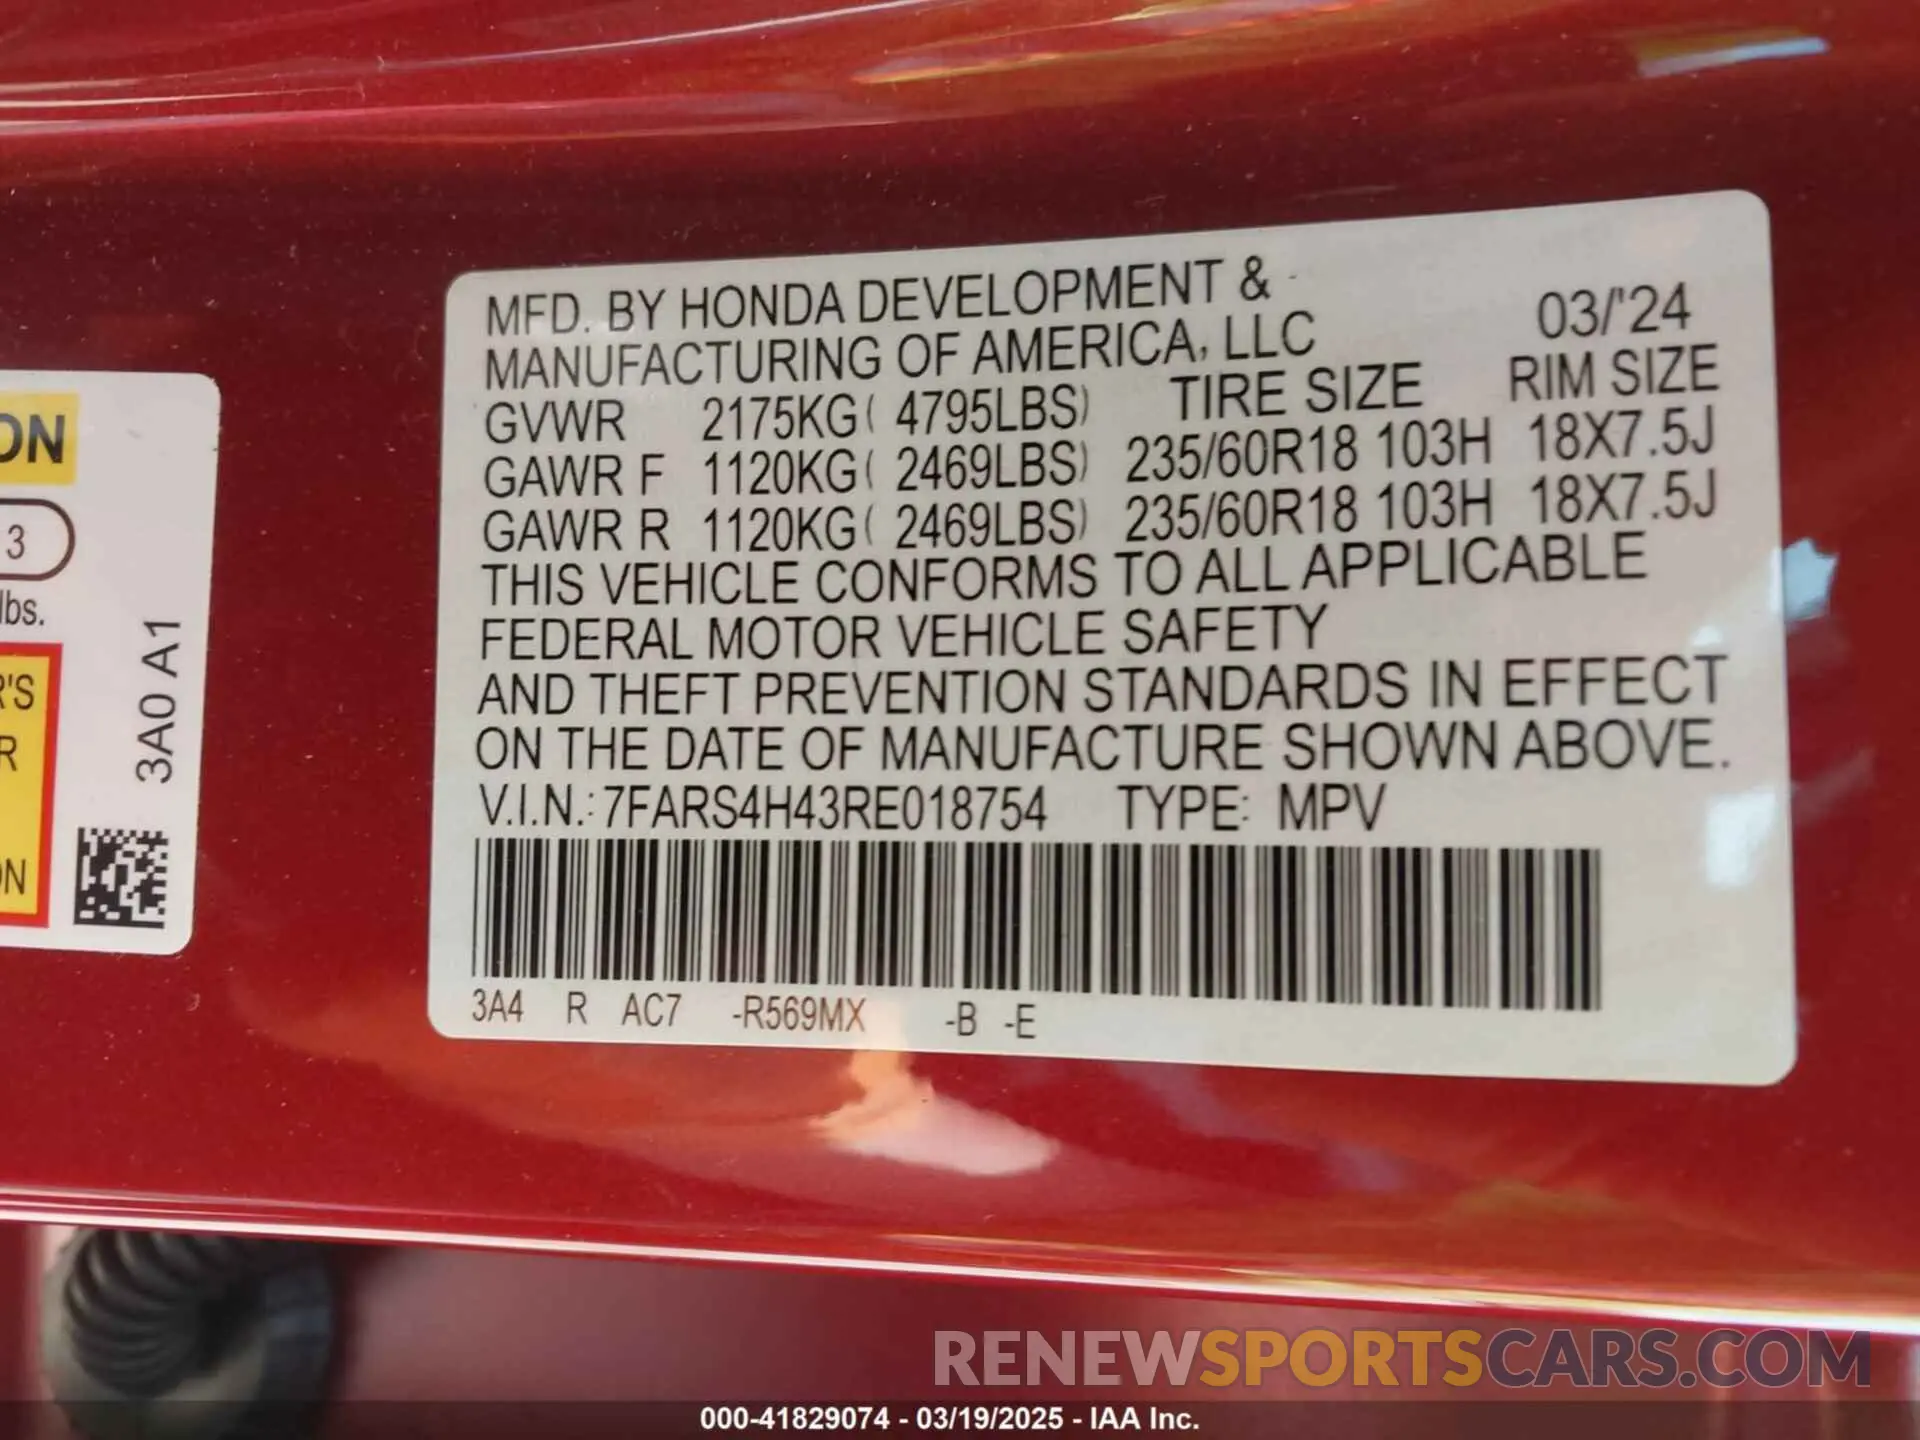 MFD. BY HONDA DEVELOPMENT &
MANUFACTURING OF AMERICA, LLC 03/'24
GVWR 2175KG( 4795LBS) TIRE SIZE RIM SIZE
GAWR F 1120KG( 2469LBS) 235/60R18 103H 18X7.5J
GAWR R 1120KG( 2469LBS) 235/60R18 103H 18X7.5J
THIS VEHICLE CONFORMS TO ALL APPLICABLE
FEDERAL MOTOR VEHICLE SAFETY
AND THEFT PREVENTION STANDARDS IN EFFECT
ON THE DATE OF MANUFACTURE SHOWN ABOVE.
V.I.N.: 7FARS4H43RE018754 TYPE: MPV
3A4 R AC7 -R569MX -B -E
ON
3
lbs.
R'S
R
ON
3A0 A1
RENEWSPORTSCARS.COM
000-41829074 - 03/19/2025 - IAA Inc.